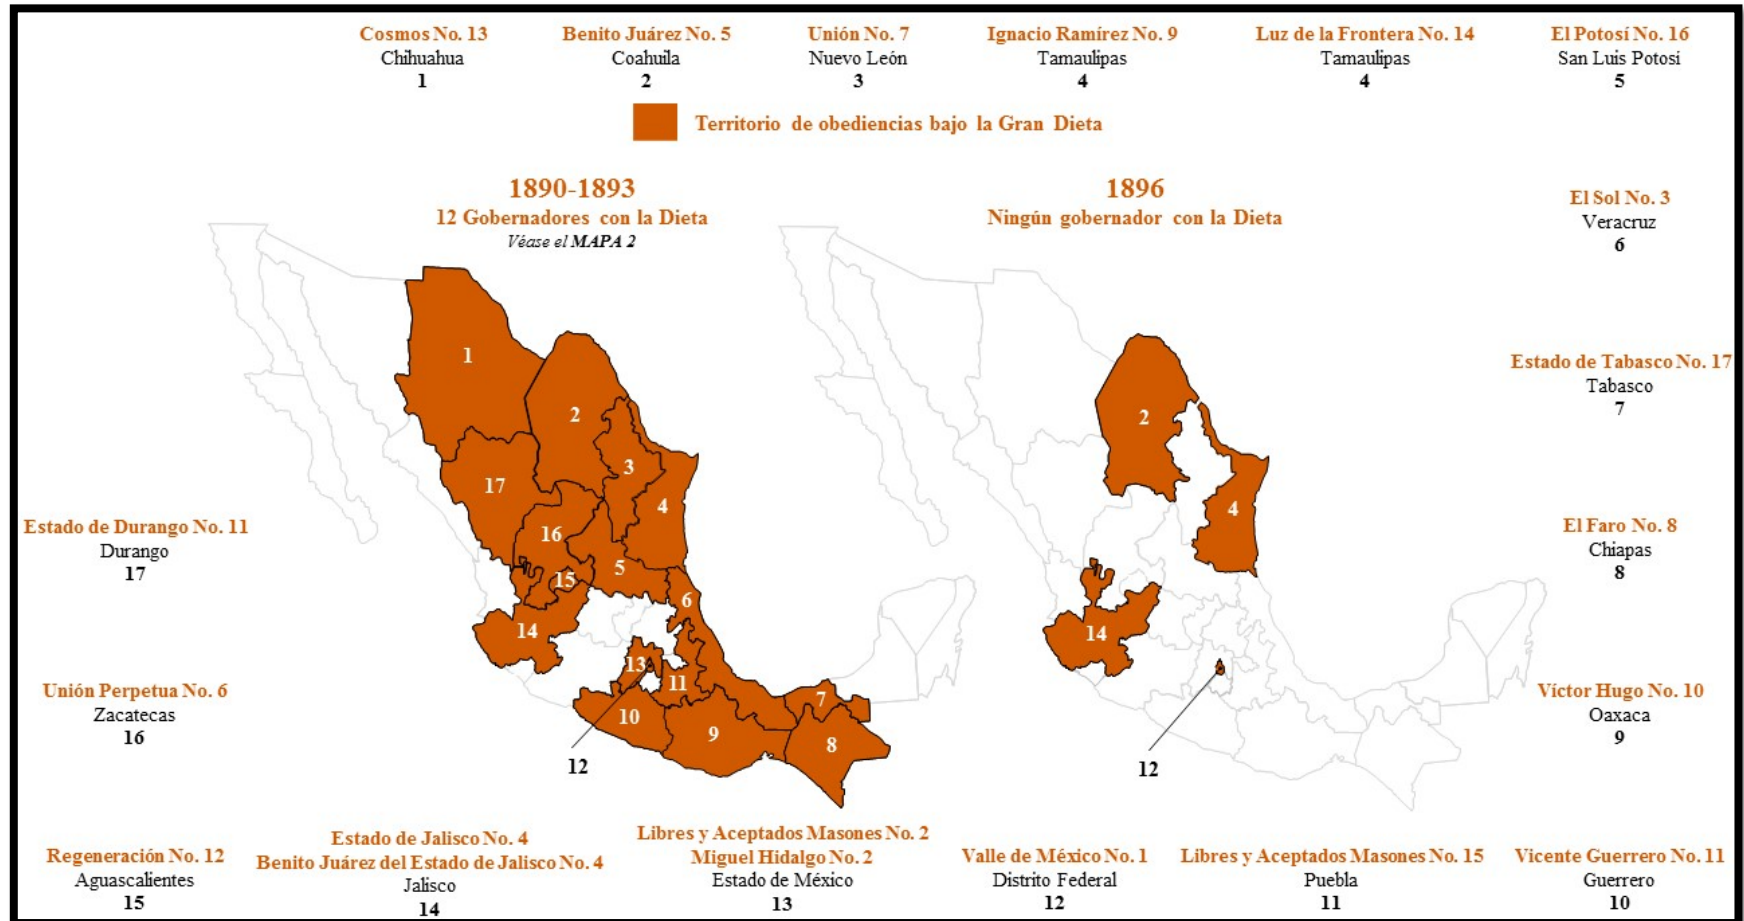 Cosmos No. 13
Chihuahua
1
Benito Juárez No. 5
Coahuila
2
Unión No. 7
Nuevo León
3
Ignacio Ramírez No. 9
Tamaulipas
4
Luz de la Frontera No. 14
Tamaulipas
4
El Potosí No. 16
San Luis Potosí
5
Territorio de obediencias bajo la Gran Dieta
1890-1893
12 Gobernadores con la Dieta
Véase el MAPA 2
1896
Ningún gobernador con la Dieta
El Sol No. 3
Veracruz
6
Estado de Tabasco No. 17
Tabasco
7
El Faro No. 8
Chiapas
8
Víctor Hugo No. 10
Oaxaca
9
1
2
3
17
4
16
5
15
6
14
13
11
7
10
9
8
12
2
4
14
12
Estado de Durango No. 11
Durango
17
Unión Perpetua No. 6
Zacatecas
16
Regeneración No. 12
Aguascalientes
15
Estado de Jalisco No. 4
Benito Juárez del Estado de Jalisco No. 4
Jalisco
14
Libres y Aceptados Masones No. 2
Miguel Hidalgo No. 2
Estado de México
13
Valle de México No. 1
Distrito Federal
12
Libres y Aceptados Masones No. 15
Puebla
11
Vicente Guerrero No. 11
Guerrero
10